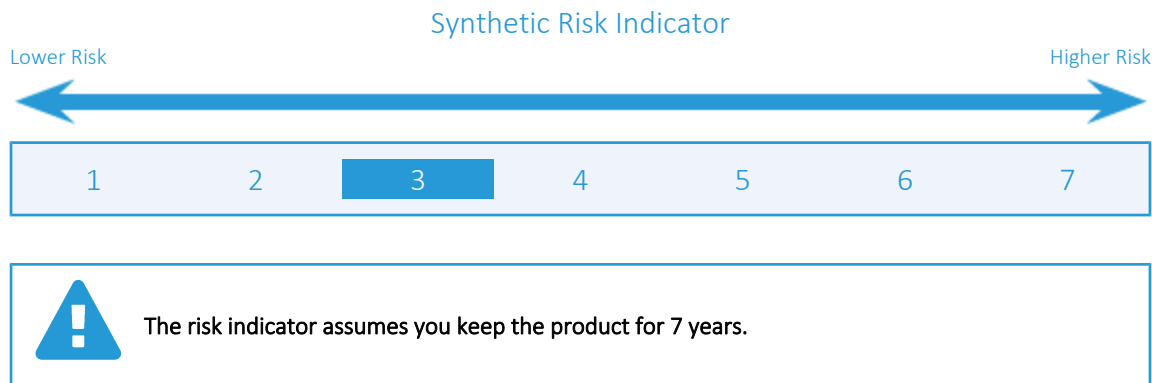 Synthetic Risk Indicator
Lower Risk Higher Risk
1 2 3 4 5 6 7
The risk indicator assumes you keep the product for 7 years.